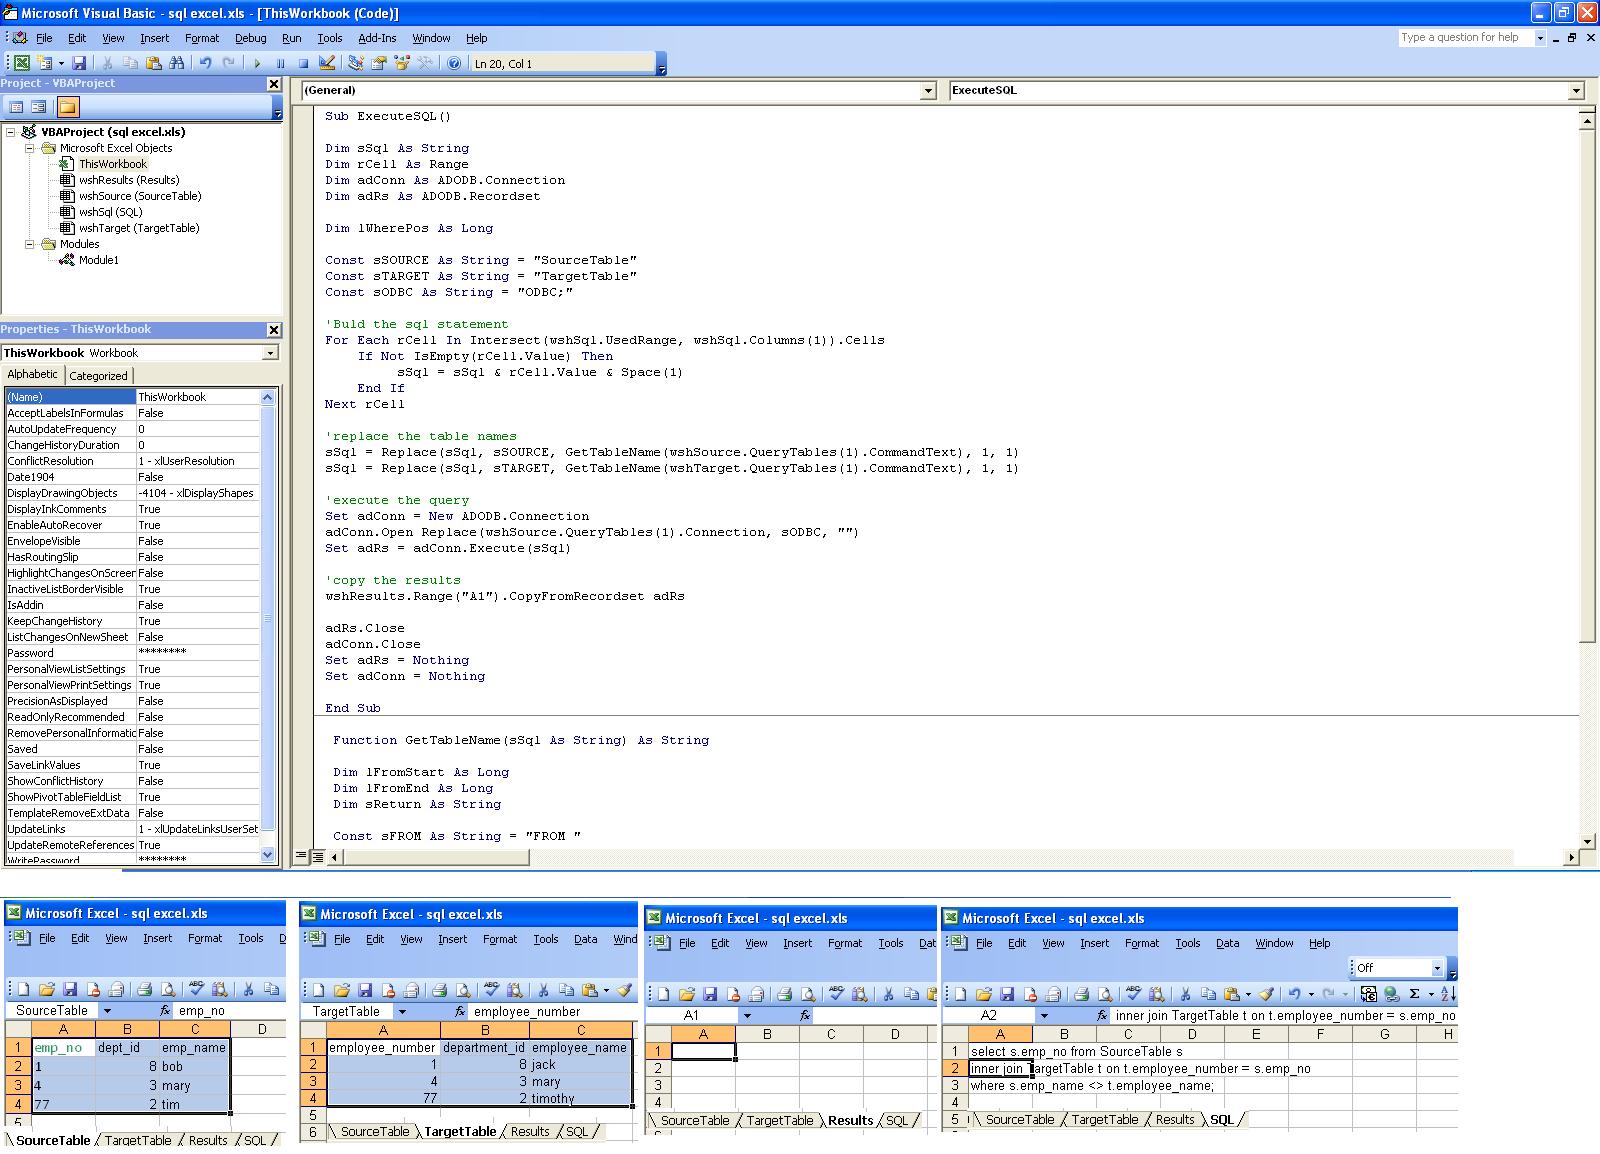 Microsoft Visual Basic - sql excel.xls - [ThisWorkbook (Code)]
File Edit View Insert Format Debug Run Tools Add-Ins Window Help
Type a question for help
Ln 20, Col 1
Project - VBAProject
VBAProject (sql excel.xls)
Microsoft Excel Objects
ThisWorkbook
wshResults (Results)
wshSource (SourceTable)
wshSql (SQL)
wshTarget (TargetTable)
Modules
Module1
Properties - ThisWorkbook
ThisWorkbook Workbook
Alphabetic Categorized
(Name) ThisWorkbook
AcceptLabelsInFormulas False
AutoUpdateFrequency 0
ChangeHistoryDuration 0
ConflictResolution 1 - xlUserResolution
Date1904 False
DisplayDrawingObjects -4104 - xlDisplayShapes
DisplayInkComments True
EnableAutoRecover True
EnvelopeVisible False
HasRoutingSlip False
HighlightChangesOnScreen False
InactiveListBorderVisible True
IsAddin False
KeepChangeHistory True
ListChangesOnNewSheet False
Password ********
PersonalViewListSettings True
PersonalViewPrintSettings True
PrecisionAsDisplayed False
ReadOnlyRecommended False
RemovePersonalInformatic False
Saved False
SaveLinkValues True
ShowConflictHistory False
ShowPivotTableFieldList True
TemplateRemoveExtData False
UpdateLinks 1 - xlUpdateLinksUserSet
UpdateRemoteReferences True
WritePassword ********
(General) ExecuteSQL
Sub ExecuteSQL()
Dim sSql As String
Dim rCell As Range
Dim adConn As ADODB.Connection
Dim adRs As ADODB.Recordset
Dim lWherePos As Long
Const sSOURCE As String = "SourceTable"
Const sTARGET As String = "TargetTable"
Const sODBC As String = "ODBC;"
'Buld the sql statement
For Each rCell In Intersect(wshSql.UsedRange, wshSql.Columns(1)).Cells
If Not IsEmpty(rCell.Value) Then
sSql = sSql & rCell.Value & Space(1)
End If
Next rCell
'replace the table names
sSql = Replace(sSql, sSOURCE, GetTableName(wshSource.QueryTables(1).CommandText), 1, 1)
sSql = Replace(sSql, sTARGET, GetTableName(wshTarget.QueryTables(1).CommandText), 1, 1)
'execute the query
Set adConn = New ADODB.Connection
adConn.Open Replace(wshSource.QueryTables(1).Connection, sODBC, "")
Set adRs = adConn.Execute(sSql)
'copy the results
wshResults.Range("A1").CopyFromRecordset adRs
adRs.Close
adConn.Close
Set adRs = Nothing
Set adConn = Nothing
End Sub
Function GetTableName(sSql As String) As String
Dim lFromStart As Long
Dim lFromEnd As Long
Dim sReturn As String
Const sFROM As String = "FROM "
Microsoft Excel - sql excel.xls
File Edit View Insert Format Tools D
SourceTable fx emp_no
A B C D
1 emp_no dept_id emp_name
2 1 8 bob
3 4 3 mary
4 77 2 tim
5
SourceTable TargetTable Results SQL
Microsoft Excel - sql excel.xls
File Edit View Insert Format Tools Data Wind
TargetTable fx employee_number
A B C
1 employee_number department_id employee_name
2 1 8 jack
3 4 3 mary
4 77 2 timothy
5
6 SourceTable TargetTable Results SQL
Microsoft Excel - sql excel.xls
File Edit View Insert Format Tools Dat
A1 fx
A B C D
1
2
3
4
SourceTable TargetTable Results SQL
Microsoft Excel - sql excel.xls
File Edit View Insert Format Tools Data Window Help
Off
A2 fx inner join TargetTable t on t.employee_number = s.emp_no
A B C D E F G H
1 select s.emp_no from SourceTable s
2 inner join TargetTable t on t.employee_number = s.emp_no
3 where s.emp_name <> t.employee_name;
4
5 SourceTable TargetTable Results SQL